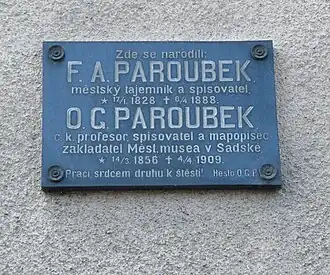 Zde se narodili:
F. A. PAROUBEK
městský tajemník a spisovatel.
* 17/1. 1828 ✝ 6/4 1888.
O. G. PAROUBEK
c. k. profesor, spisovatel a mapopisec
zakladatel Měst. musea v Sadské.
* 14/3. 1856 ✝ 4/4 1909.
Prací srdcem druhu k štěstí! Heslo O. G. P.